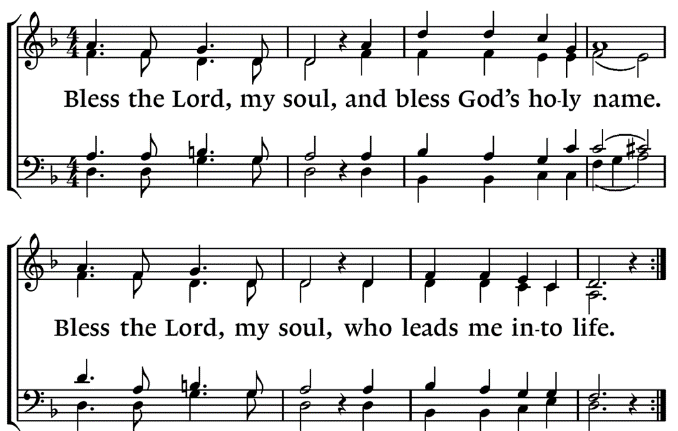 Bless the Lord, my soul, and bless God's ho-ly name.
Bless the Lord, my soul, who leads me in-to life.